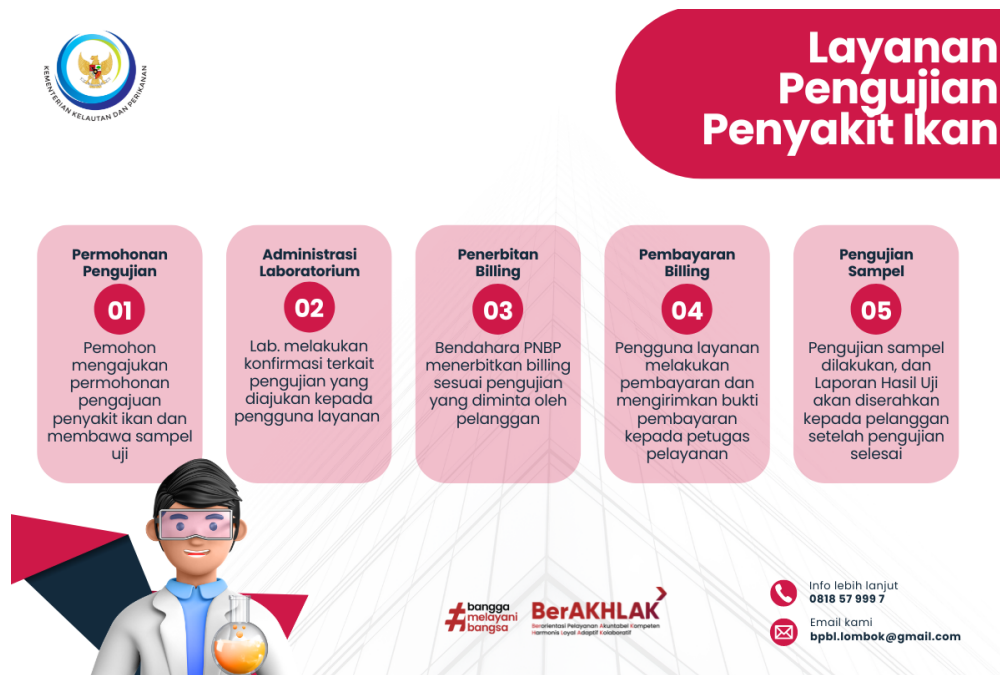 KEMENTERIAN KELAUTAN DAN PERIKANAN
Layanan
Pengujian
Penyakit Ikan
Permohonan
Pengujian
01
Pemohon
mengajukan
permohonan
pengajuan
penyakit ikan dan
membawa sampel
uji
Administrasi
Laboratorium
02
Lab. melakukan
konfirmasi terkait
pengujian yang
diajukan kepada
pengguna layanan
Penerbitan
Billing
03
Bendahara PNBP
menerbitkan billing
sesuai pengujian
yang diminta oleh
pelanggan
Pembayaran
Billing
04
Pengguna layanan
melakukan
pembayaran dan
mengirimkan bukti
pembayaran
kepada petugas
pelayanan
Pengujian
Sampel
05
Pengujian sampel
dilakukan, dan
Laporan Hasil Uji
akan diserahkan
kepada pelanggan
setelah pengujian
selesai
#bangga
melayani
bangsa
BerAKHLAK
Berorientasi Pelayanan Akuntabel Kompeten
Harmonis Loyal Adaptif Kolaboratif
Info lebih lanjut
0818 57 999 7
Email kami
bpbl.lombok@gmail.com